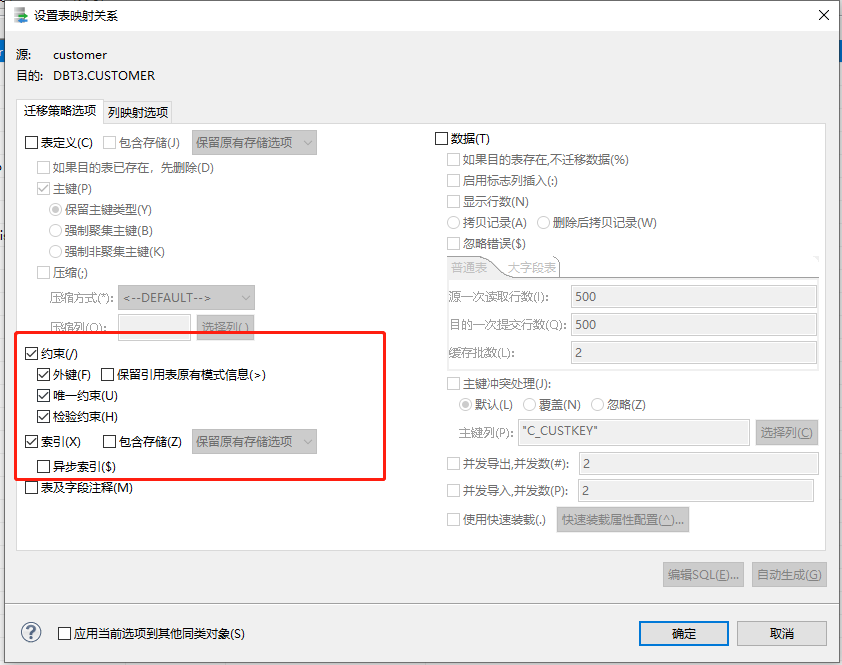 设置表映射关系
源: customer
目的: DBT3.CUSTOMER
迁移策略选项 列映射选项
表定义(C) 包含存储(J) 保留原有存储选项
如果目的表已存在，先删除(D)
主键(P)
保留主键类型(Y)
强制聚集主键(B)
强制非聚集主键(K)
压缩(;)
压缩方式(*): <--DEFAULT-->
压缩列(O): 选择列(.)
约束(/)
外键(F) 保留引用表原有模式信息(>)
唯一约束(U)
检验约束(H)
索引(X) 包含存储(Z) 保留原有存储选项
异步索引($)
表及字段注释(M)
数据(T)
如果目的表存在,不迁移数据(%)
启用标志列插入(:)
显示行数(N)
拷贝记录(A) 删除后拷贝记录(W)
忽略错误($)
普通表 大字段表
源一次读取行数(I): 500
目的一次提交行数(Q): 500
缓存批数(L): 2
主键冲突处理(J):
默认(L) 覆盖(N) 忽略(Z)
主键列(P): "C_CUSTKEY" 选择列(C)
并发导出,并发数(#): 2
并发导入,并发数(P): 2
使用快速装载(.) 快速装载属性配置(^)...
编辑SQL(E)... 自动生成(G)
应用当前选项到其他同类对象(S) 确定 取消